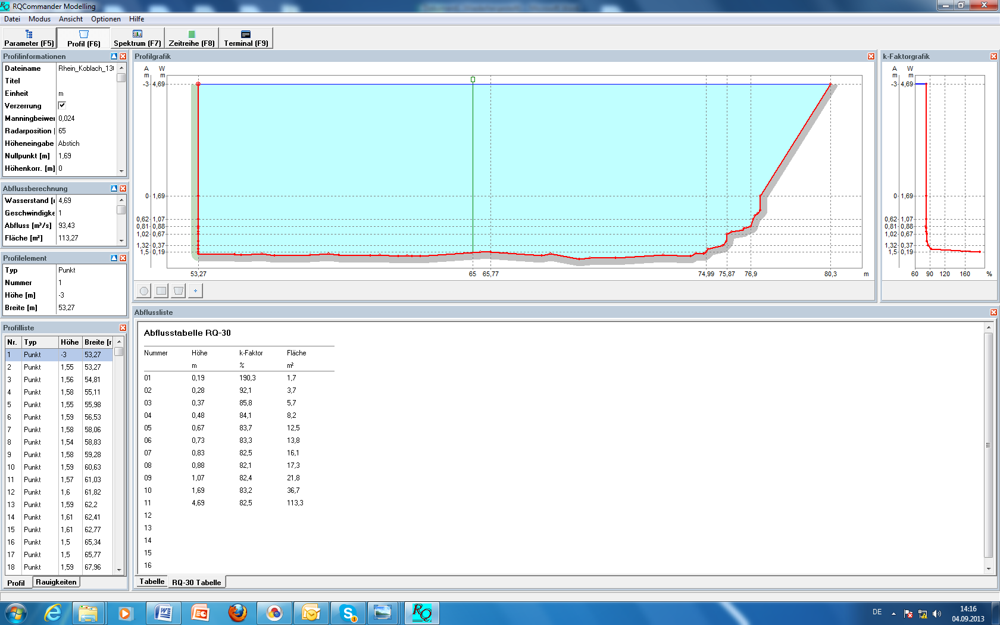 RQCommander Modelling
Datei Modus Ansicht Optionen Hilfe
Parameter (F5) Profil (F6) Spektrum (F7) Zeitreihe (F8) Terminal (F9)
Profilinformationen
Dateiname Rhein_Koblach_13
Titel
Einheit m
Verzerrung
Manningbeiwer 0,024
Radarposition [ 65
Höheneingabe Abstich
Nullpunkt [m] 1,69
Höhenkorr. [m] 0
Abflussberechnung
Wasserstand [ 4,69
Geschwindigke 1
Abfluss [m³/s] 93,43
Fläche [m²] 113,27
Profilelement
Typ Punkt
Nummer 1
Höhe [m] -3
Breite [m] 53,27
Profilliste
Nr. Typ Höhe Breite [r
1 Punkt -3 53,27
2 Punkt 1,55 53,27
3 Punkt 1,56 54,81
4 Punkt 1,58 55,11
5 Punkt 1,55 55,98
6 Punkt 1,59 56,53
7 Punkt 1,58 58,06
8 Punkt 1,54 58,83
9 Punkt 1,58 59,28
10 Punkt 1,59 60,63
11 Punkt 1,57 61,03
12 Punkt 1,6 61,82
13 Punkt 1,59 62,2
14 Punkt 1,61 62,41
15 Punkt 1,61 62,77
16 Punkt 1,5 65,34
17 Punkt 1,5 65,77
18 Punkt 1,59 67,96
Profil Rauigkeiten
Profilgrafik
A W
m m
-3 4,69
0 1,69
0,62 1,07
0,81 0,88
1,02 0,67
1,32 0,37
1,5 0,19
53,27 65 65,77 74,99 75,87 76,9 80,3 m
k-Faktorgrafik
A W
m m
-3 4,69
0 1,69
0,62 1,07
0,81 0,88
1,02 0,67
1,32 0,37
1,5 0,19
60 90 120 160 %
Abflussliste
Abflusstabelle RQ-30
Nummer Höhe k-Faktor Fläche
m % m²
01 0,19 190,3 1,7
02 0,28 92,1 3,7
03 0,37 85,8 5,7
04 0,48 84,1 8,2
05 0,67 83,7 12,5
06 0,73 83,3 13,8
07 0,83 82,5 16,1
08 0,88 82,1 17,3
09 1,07 82,4 21,8
10 1,69 83,2 36,7
11 4,69 82,5 113,3
12
13
14
15
16
Tabelle RQ-30 Tabelle
DE 14:16
04.09.2013